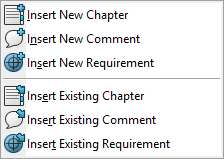 Insert New Chapter
Insert New Comment
Insert New Requirement
Insert Existing Chapter
Insert Existing Comment
Insert Existing Requirement